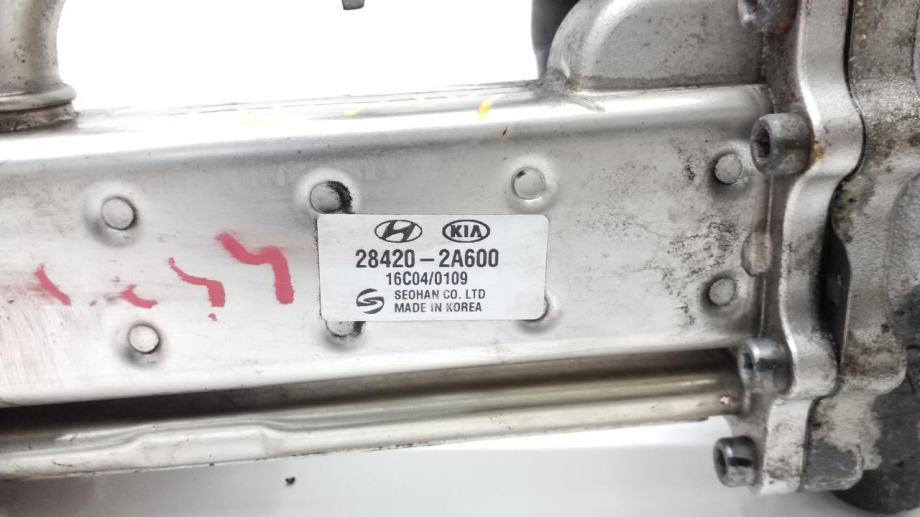 KIA
28420-2A600
16C04/0109
SEOHAN CO. LTD
MADE IN KOREA